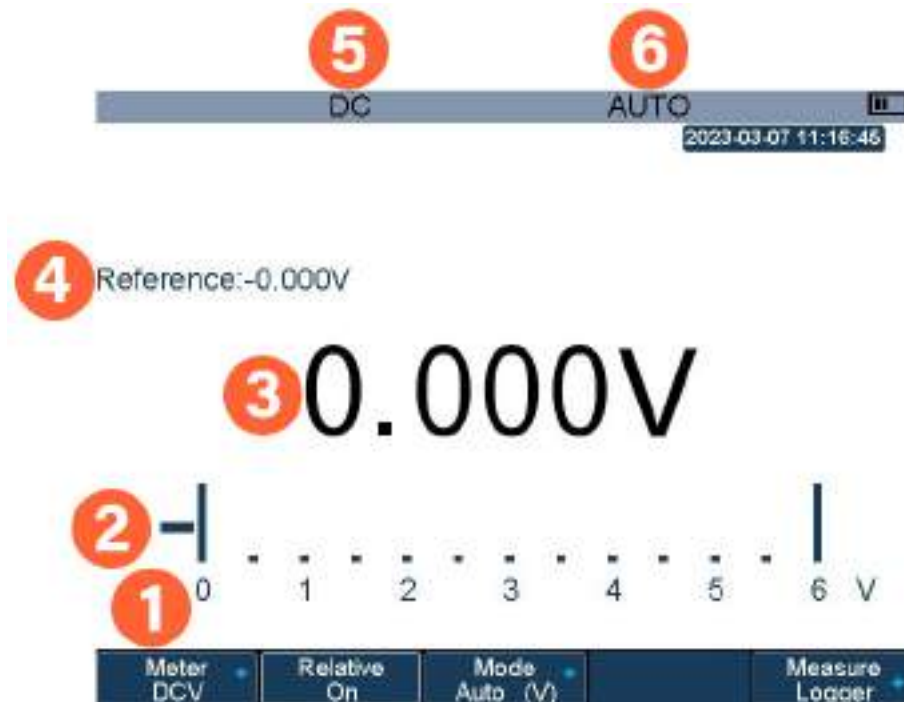 5 6
DC AUTO
2023-03-07 11:16:45
4 Reference:-0.000V
3 0.000V
2
0 1 2 3 4 5 6 V
1
Meter Relative Mode Measure
DCV On Auto (V) Logger